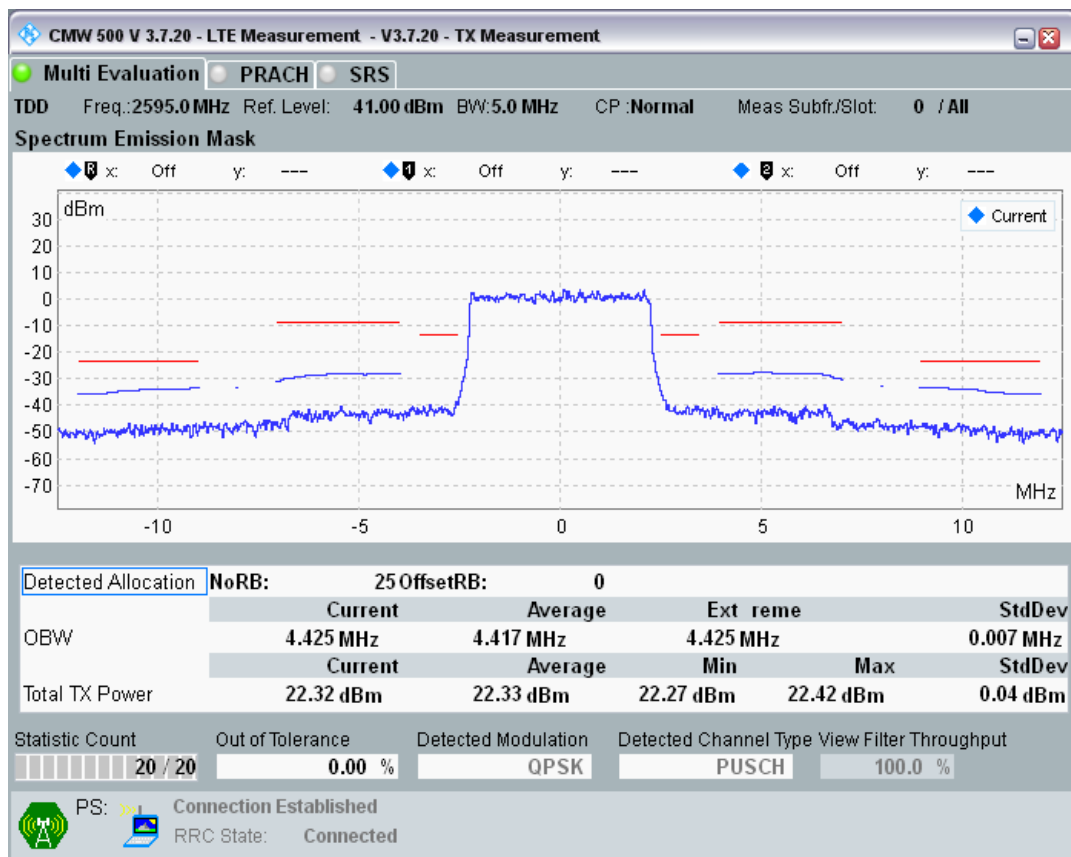 CMW 500 V 3.7.20 - LTE Measurement - V3.7.20 - TX Measurement
Multi Evaluation PRACH SRS
TDD Freg.:2595.0 MHz Ref. Level: 41.00 dBm BW:5.0 MHz CP :Normal Meas Subfr./Slot: 0 / All
Spectrum Emission Mask
R x: Off y: --- 1 x: Off y: --- 2 x: Off y: ---
dBm
Current
30
20
10
0
-10
-20
-30
-40
-50
-60
-70
MHz
-10 -5 0 5 10
Detected Allocation NoRB: 25 OffsetRB: 0
Current Average Ext reme StdDev
OBW 4.425 MHz 4.417 MHz 4.425 MHz 0.007 MHz
Current Average Min Max StdDev
Total TX Power 22.32 dBm 22.33 dBm 22.27 dBm 22.42 dBm 0.04 dBm
Statistic Count Out of Tolerance Detected Modulation Detected Channel Type View Filter Throughput
20 / 20 0.00 % QPSK PUSCH 100.0 %
PS: Connection Established
RRC State: Connected